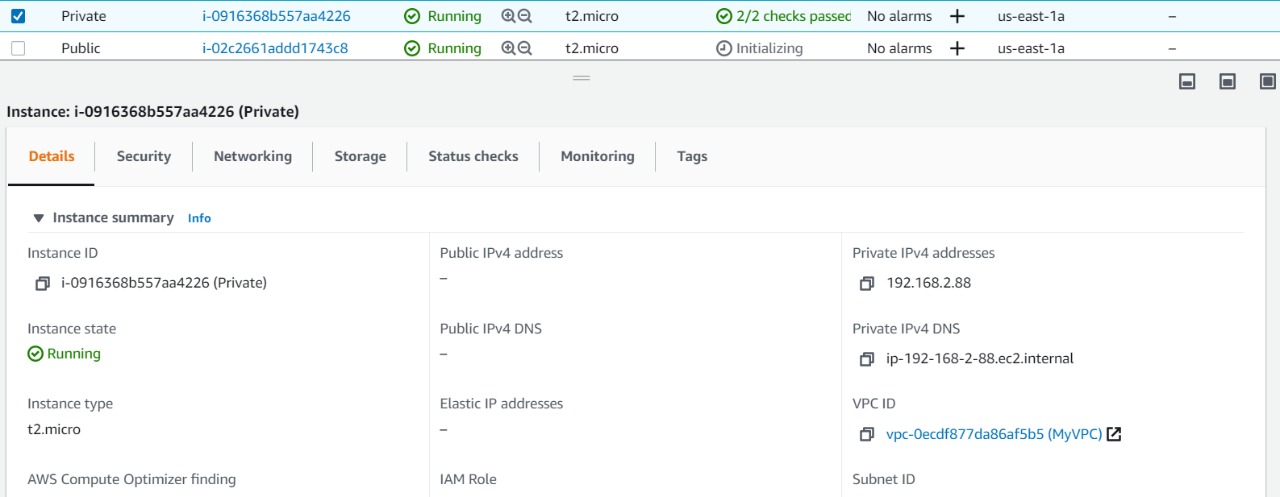 Private i-0916368b557aa4226 Running t2.micro 2/2 checks passed No alarms + us-east-1a –
Public i-02c2661addd1743c8 Running t2.micro Initializing No alarms + us-east-1a –
Instance: i-0916368b557aa4226 (Private)
Details Security Networking Storage Status checks Monitoring Tags
Instance summary Info
Instance ID Public IPv4 address Private IPv4 addresses
i-0916368b557aa4226 (Private) – 192.168.2.88
Instance state Public IPv4 DNS Private IPv4 DNS
Running – ip-192-168-2-88.ec2.internal
Instance type Elastic IP addresses VPC ID
t2.micro – vpc-0ecdf877da86af5b5 (MyVPC)
AWS Compute Optimizer finding IAM Role Subnet ID